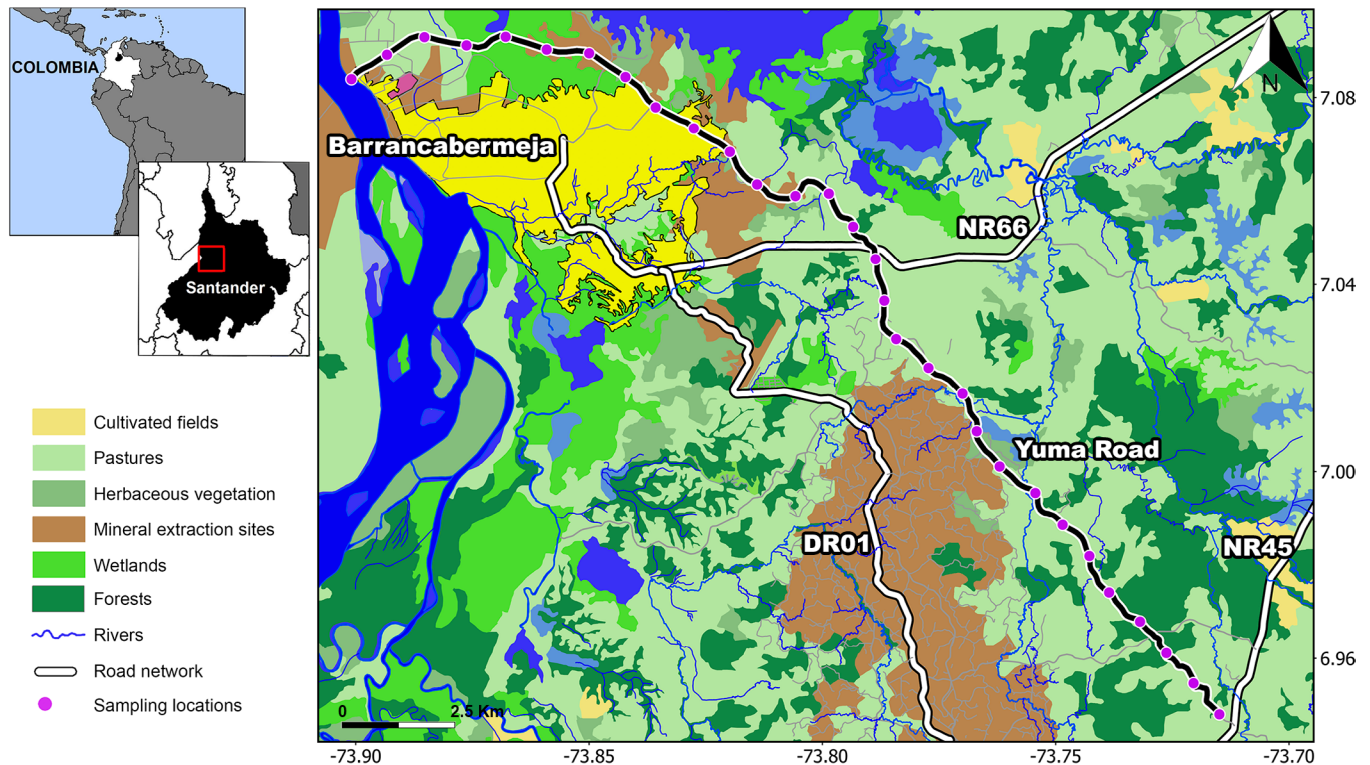 COLOMBIA
Santander
Cultivated fields
Pastures
Herbaceous vegetation
Mineral extraction sites
Wetlands
Forests
Rivers
Road network
Sampling locations
Barrancabermeja
N
NR66
Yuma Road
DR01
NR45
0 2.5 Km
7.08
7.04
7.00
6.96
-73.90 -73.85 -73.80 -73.75 -73.70